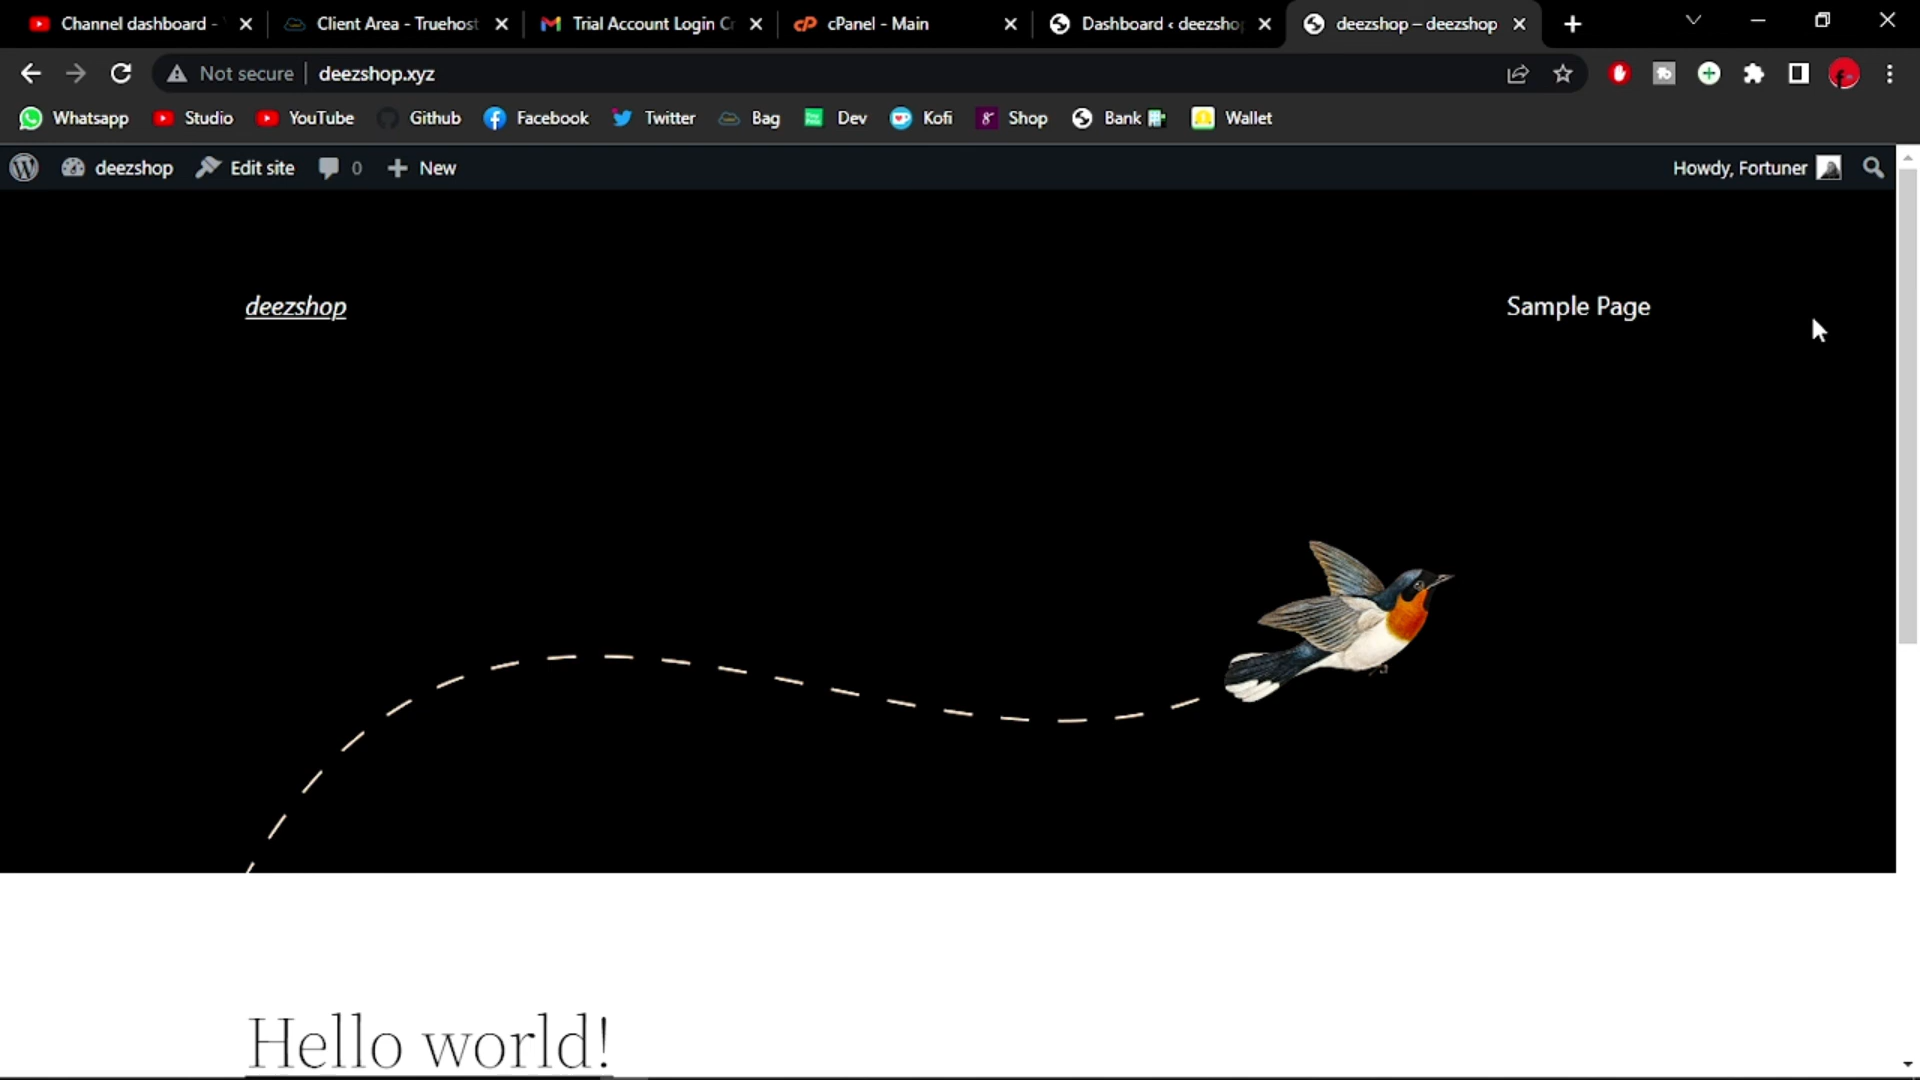 Channel dashboard -
Client Area - Truehost
Trial Account Login Cr
cPanel - Main
Dashboard ‹ deezshop
deezshop – deezshop
Not secure
deezshop.xyz
Whatsapp
Studio
YouTube
Github
Facebook
Twitter
Bag
Dev
Kofi
Shop
Bank
Wallet
deezshop
Edit site
0
New
Howdy, Fortuner
deezshop
Sample Page
Hello world!